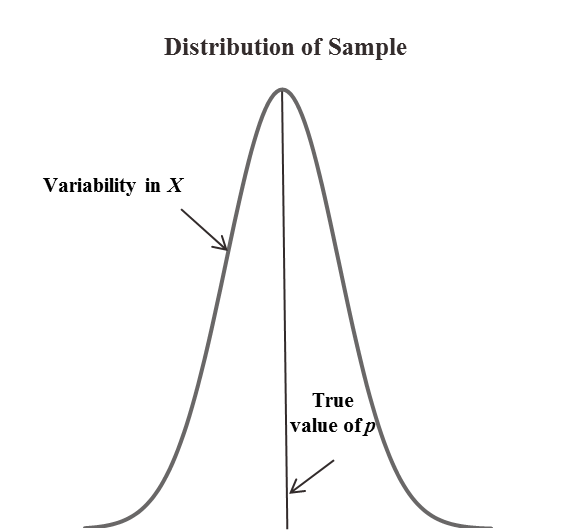 Distribution of Sample
Variability in X
True
value of p